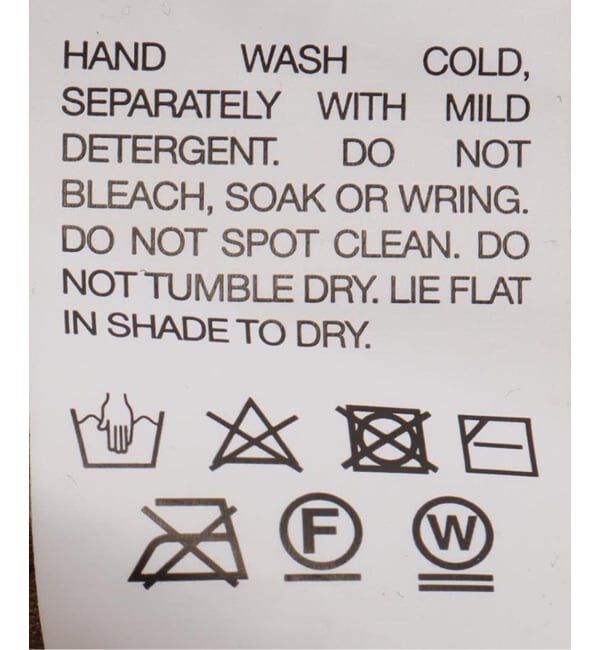 HAND WASH COLD,
SEPARATELY WITH MILD
DETERGENT. DO NOT
BLEACH, SOAK OR WRING.
DO NOT SPOT CLEAN. DO
NOT TUMBLE DRY. LIE FLAT
IN SHADE TO DRY.
F W